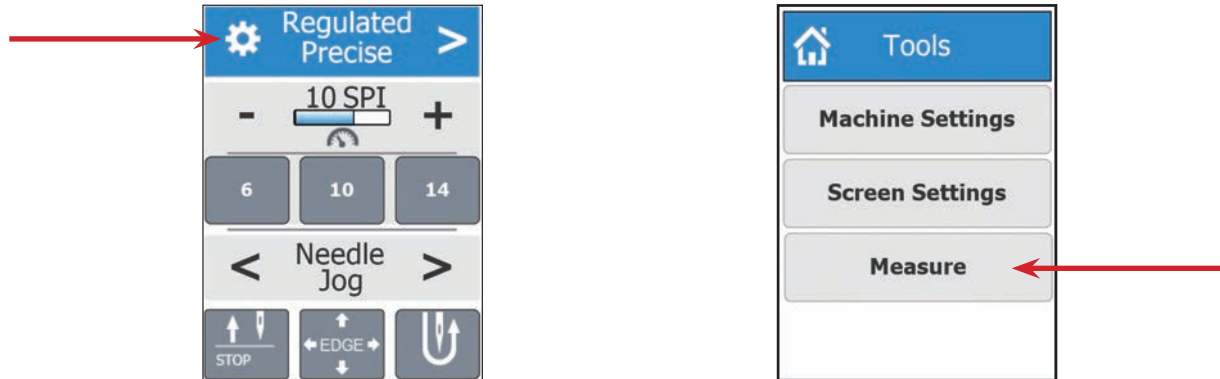 Regulated
Precise
>
- 10 SPI +
6 10 14
< Needle >
Jog
STOP
EDGE
Tools
Machine Settings
Screen Settings
Measure